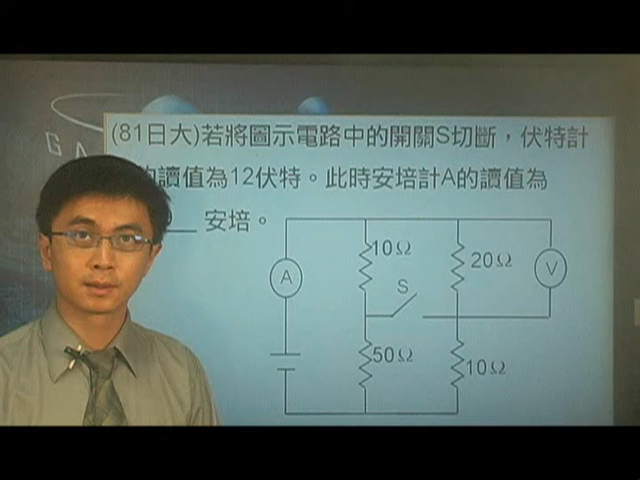 (81日大)若將圖示電路中的開關S切斷，伏特計
的讀值為12伏特。此時安培計A的讀值為
安培。
10Ω
20Ω
A
V
S
50Ω
10Ω